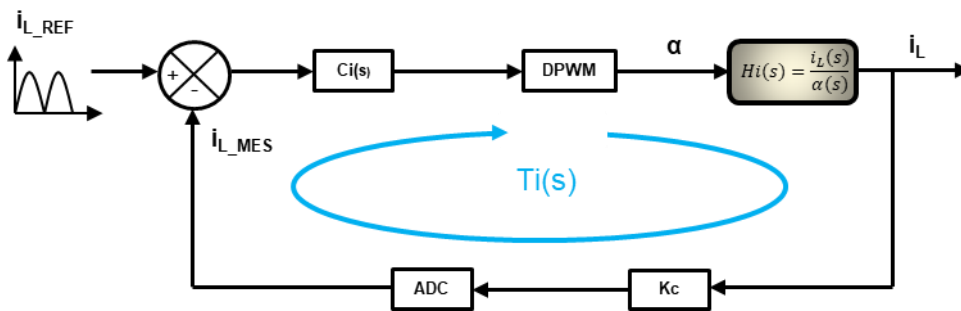 i_L_REF
+
-
Ci(s)
DPWM
α
Hi(s) = i_L(s) / α(s)
i_L
i_L_MES
Ti(s)
ADC
Kc